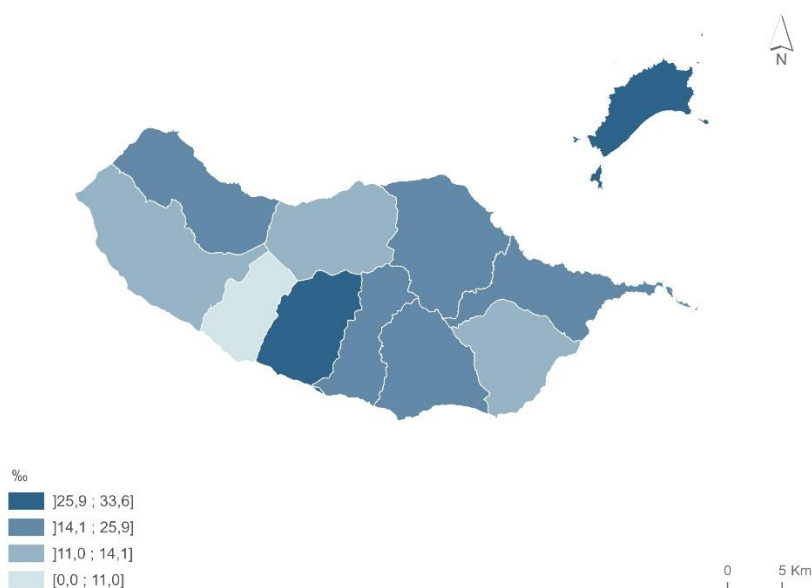 N
‰
]25,9 ; 33,6]
]14,1 ; 25,9]
]11,0 ; 14,1]
[0,0 ; 11,0]
0 5 Km